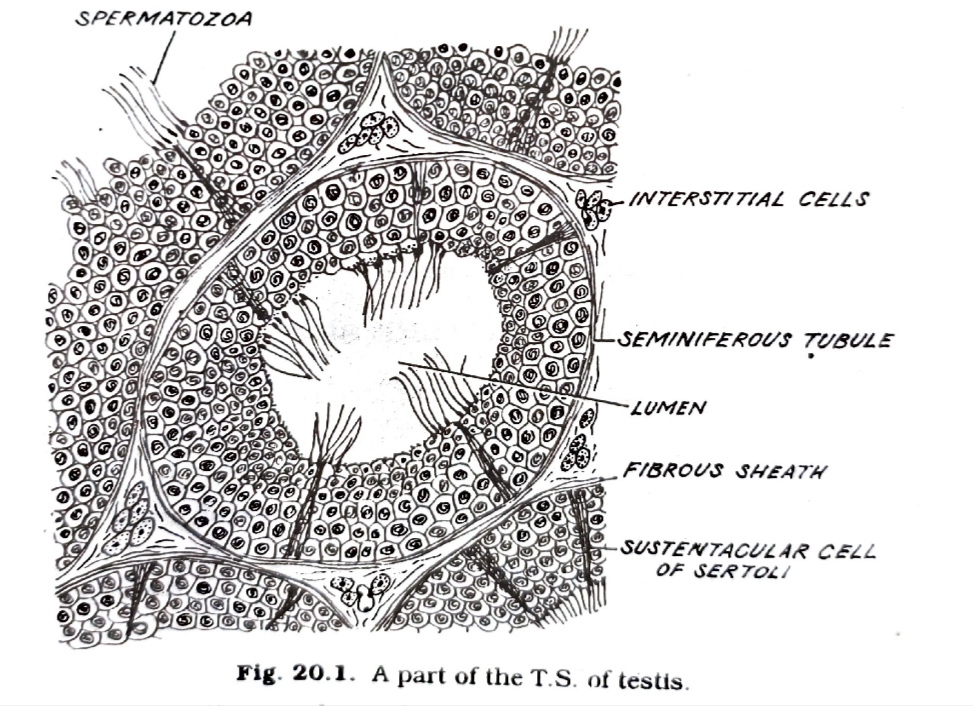 SPERMATOZOA
INTERSTITIAL CELLS
SEMINIFEROUS TUBULE
LUMEN
FIBROUS SHEATH
SUSTENTACULAR CELL
OF SERTOLI
Fig. 20.1. A part of the T.S. of testis.